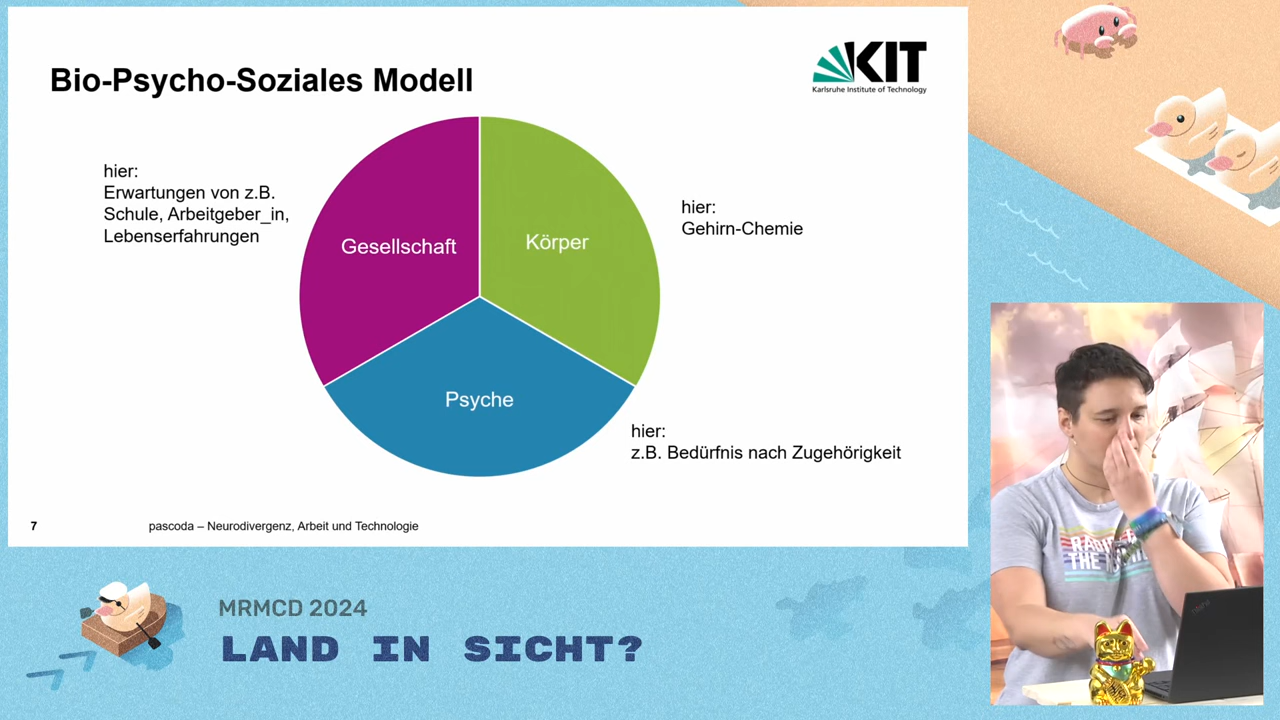 Bio-Psycho-Soziales Modell
KIT
Karlsruhe Institute of Technology
hier:
Erwartungen von z.B.
Schule, Arbeitgeber_in,
Lebenserfahrungen
Gesellschaft
Körper
hier:
Gehirn-Chemie
Psyche
hier:
z.B. Bedürfnis nach Zugehörigkeit
7
pascoda – Neurodivergenz, Arbeit und Technologie
MRMCD 2024
LAND IN SICHT?
THE